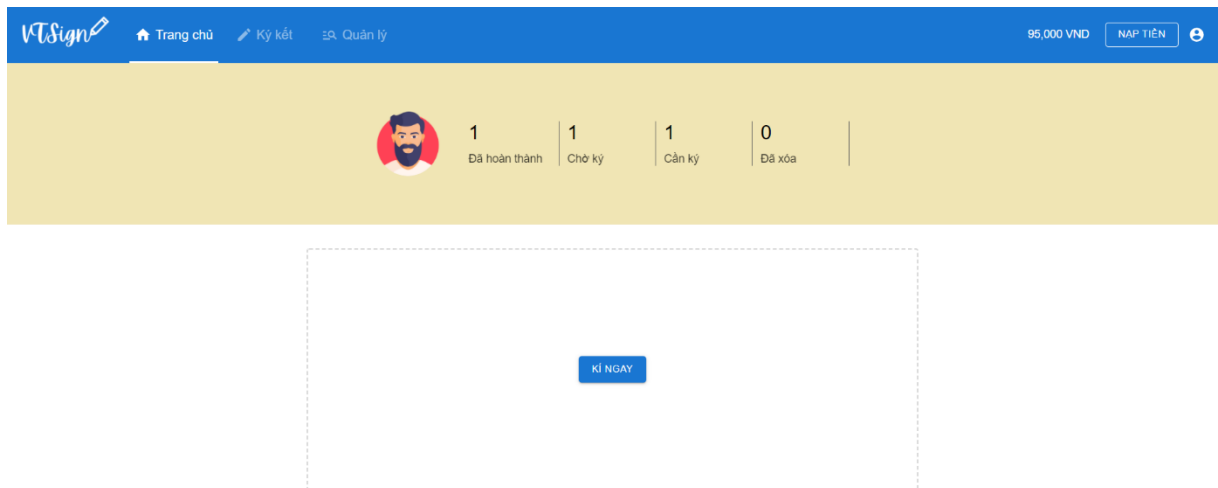 VTSign Trang chủ Ký kết Quản lý 95,000 VND NẠP TIỀN
1 1 1 0
Đã hoàn thành Chờ ký Cần ký Đã xóa
KÍ NGAY